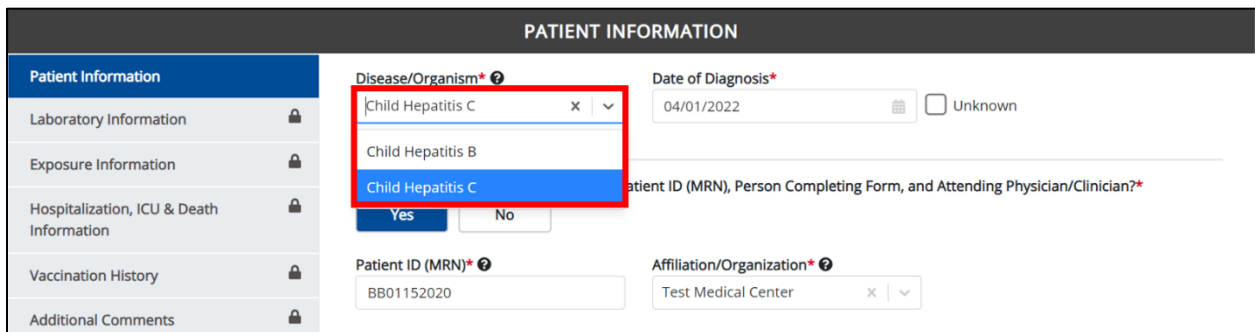 PATIENT INFORMATION
Patient Information
Laboratory Information
Exposure Information
Hospitalization, ICU & Death
Information
Vaccination History
Additional Comments
Disease/Organism* ?
Date of Diagnosis*
Child Hepatitis C x
04/01/2022
Unknown
Child Hepatitis B
Child Hepatitis C
atient ID (MRN), Person Completing Form, and Attending Physician/Clinician?*
Yes No
Patient ID (MRN)* ?
Affiliation/Organization* ?
BB01152020
Test Medical Center x